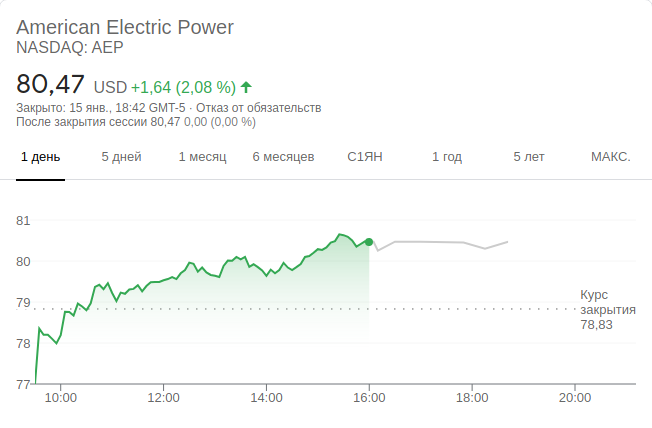 American Electric Power
NASDAQ: AEP
80,47 USD +1,64 (2,08 %)
Закрыто: 15 янв., 18:42 GMT-5 · Отказ от обязательств
После закрытия сессии 80,47 0,00 (0,00 %)
1 день 5 дней 1 месяц 6 месяцев С1ЯН 1 год 5 лет МАКС.
81
80
79
78
77
Курс
закрытия
78,83
10:00 12:00 14:00 16:00 18:00 20:00